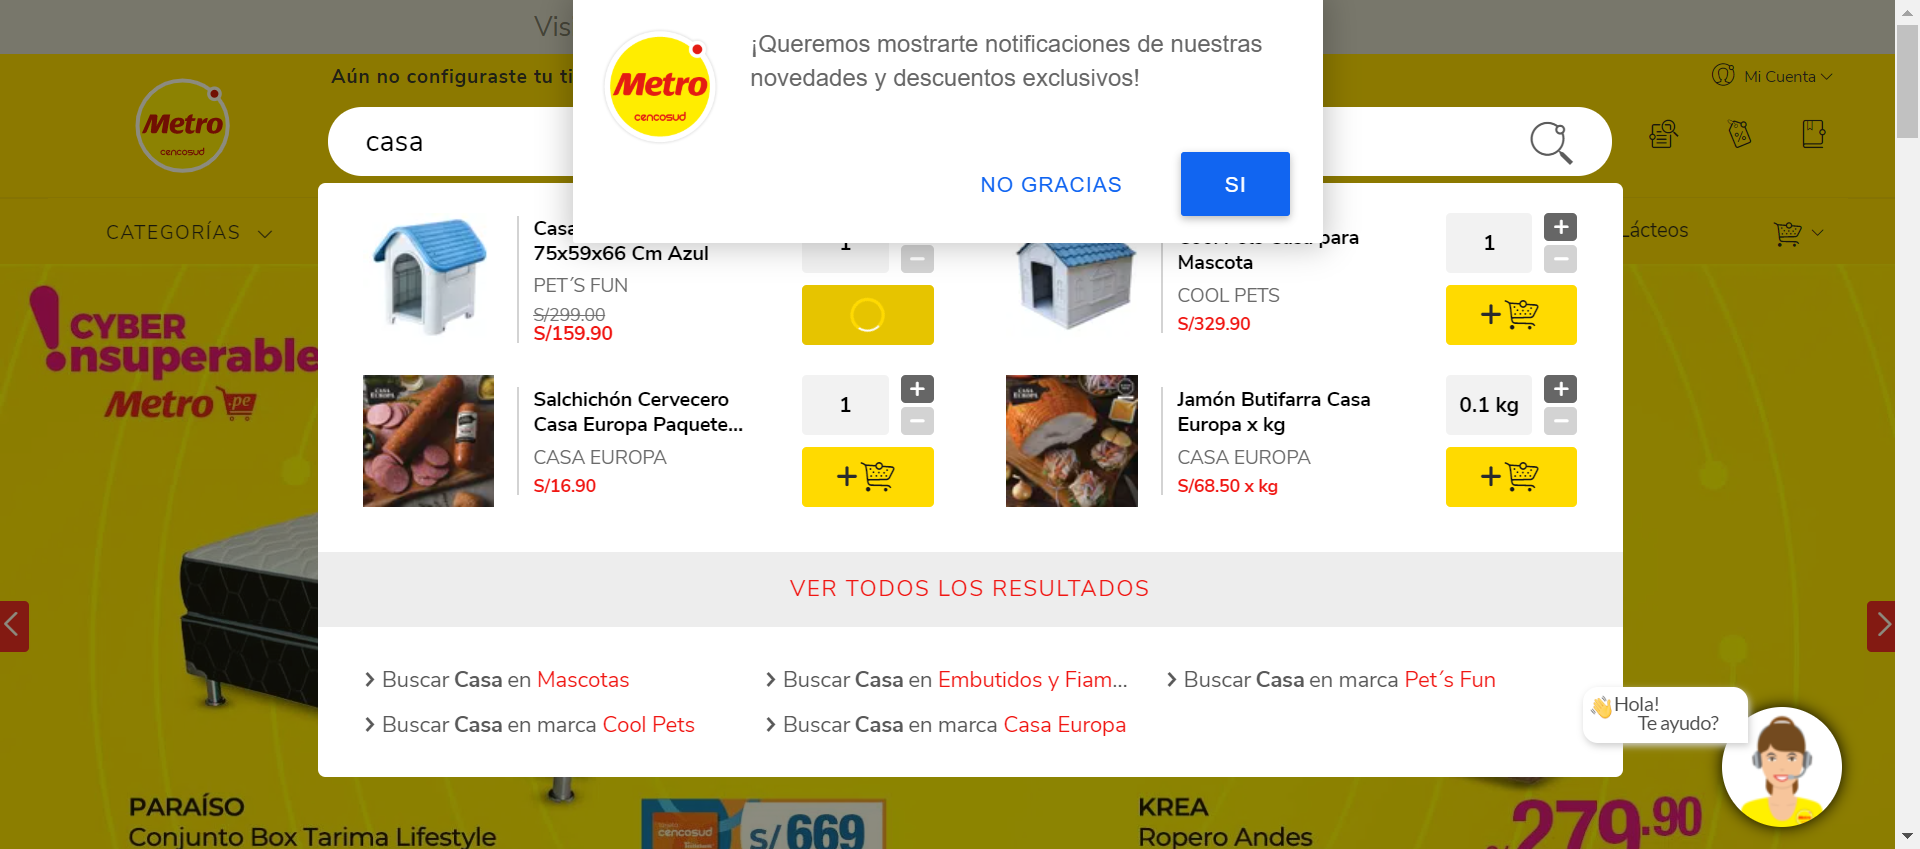 Vis
¡Queremos mostrarte notificaciones de nuestras
novedades y descuentos exclusivos!
Metro
cencosud
NO GRACIAS
SI
Aún no configuraste tu ti
Mi Cuenta
Metro
cencosud
casa
CATEGORÍAS
Lácteos
Casa
75x59x66 Cm Azul
PET´S FUN
S/299.00
S/159.90
1
Cool Pets Casa para
Mascota
COOL PETS
S/329.90
1
Salchichón Cervecero
Casa Europa Paquete...
CASA EUROPA
S/16.90
1
Jamón Butifarra Casa
Europa x kg
CASA EUROPA
S/68.50 x kg
0.1 kg
VER TODOS LOS RESULTADOS
Buscar Casa en Mascotas
Buscar Casa en Embutidos y Fiam...
Buscar Casa en marca Pet´s Fun
Buscar Casa en marca Cool Pets
Buscar Casa en marca Casa Europa
CYBER
!nsuperable
Metro .pe
Hola!
Te ayudo?
PARAÍSO
Conjunto Box Tarima Lifestyle
cencosud
S/ 669
KREA
Ropero Andes
279.90